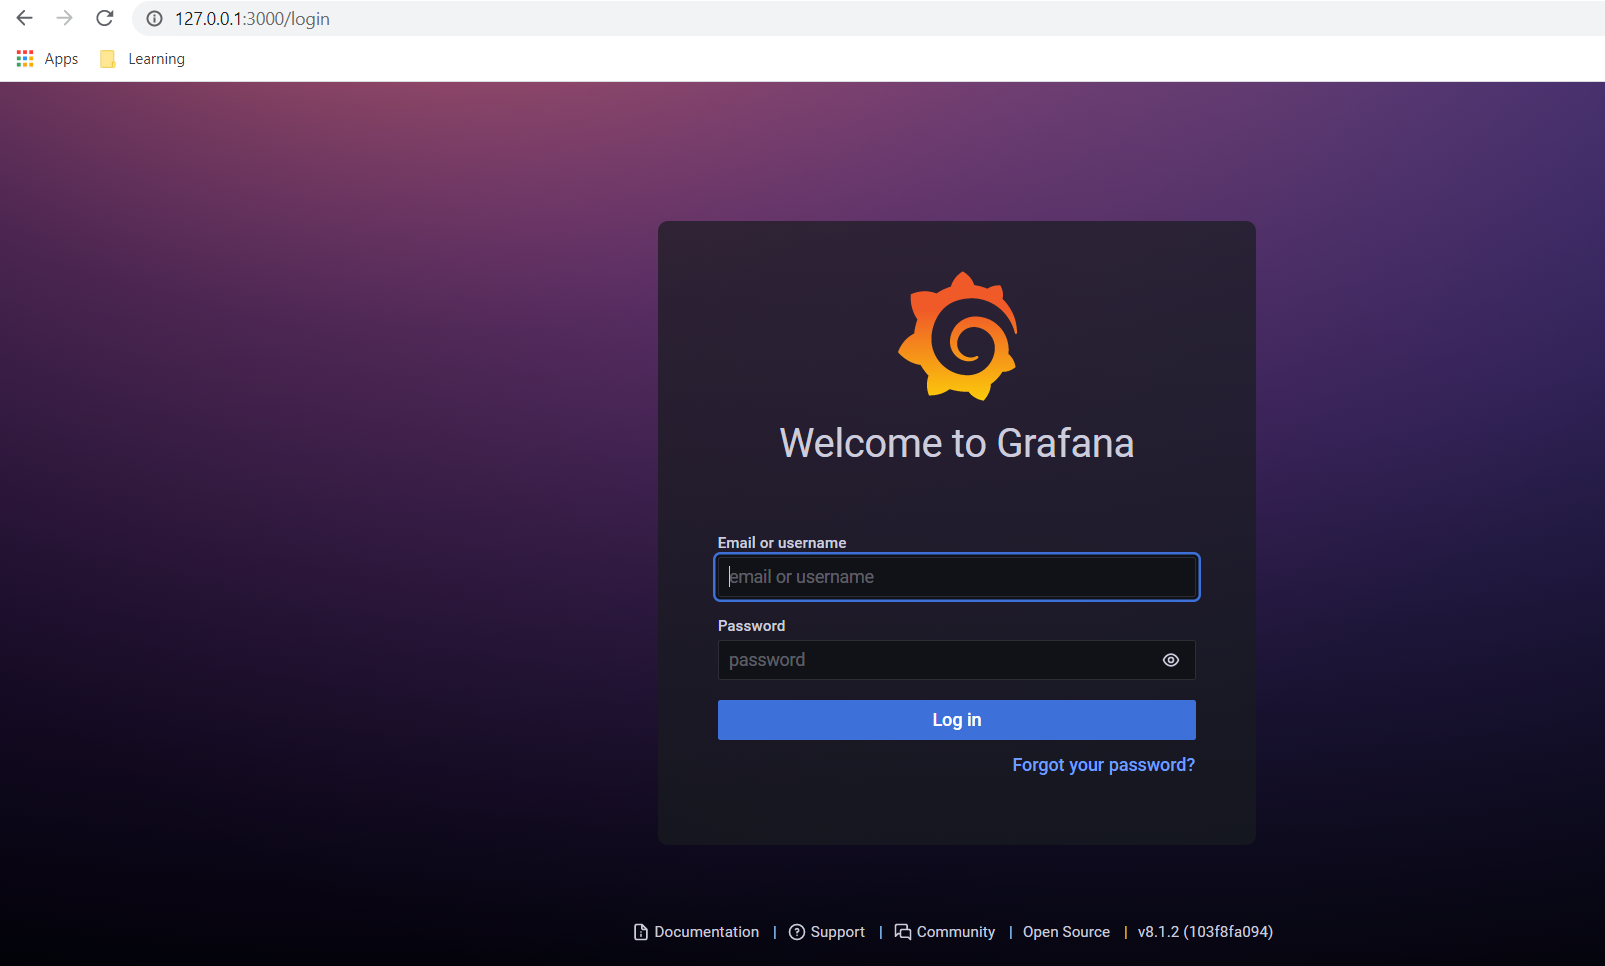 127.0.0.1:3000/login
Apps Learning
Welcome to Grafana
Email or username
email or username
Password
password
Log in
Forgot your password?
Documentation | Support | Community | Open Source | v8.1.2 (103f8fa094)